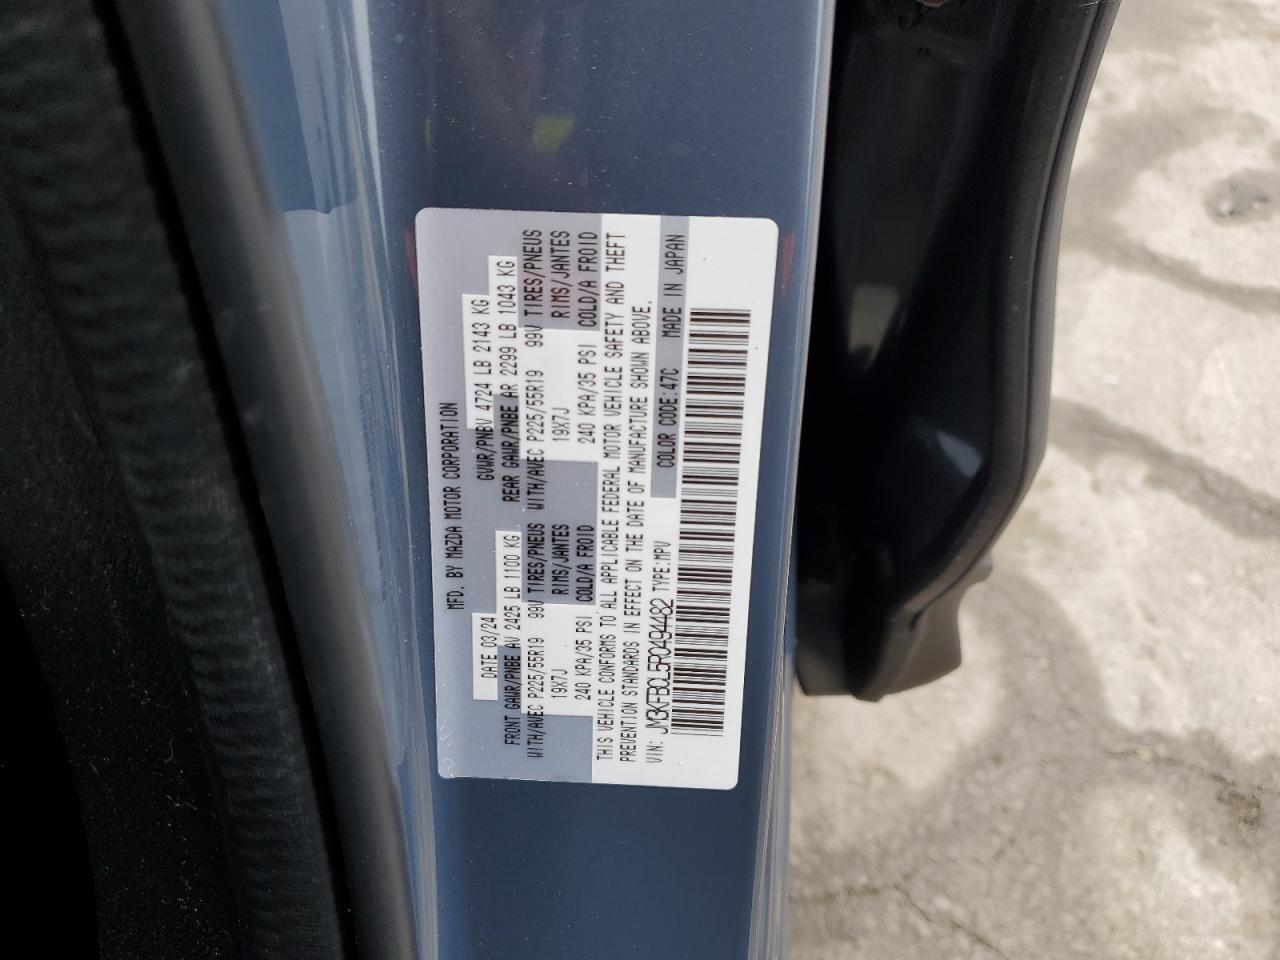 MFD. BY MAZDA MOTOR CORPORATION
DATE 03/24 GVWR/PNBV 4724 LB 2143 KG
FRONT GAWR/PNBE AV 2425 LB 1100 KG REAR GAWR/PNBE AR 2299 LB 1043 KG
WITH/AVEC P225/55R19 99V TIRES/PNEUS WITH/AVEC P225/55R19 99V TIRES/PNEUS
19X7J RIMS/JANTES 19X7J RIMS/JANTES
240 KPA/35 PSI COLD/A FROID 240 KPA/35 PSI COLD/A FROID
THIS VEHICLE CONFORMS TO ALL APPLICABLE FEDERAL MOTOR VEHICLE SAFETY AND THEFT
PREVENTION STANDARDS IN EFFECT ON THE DATE OF MANUFACTURE SHOWN ABOVE.
VIN: JM3KFBCL5R0494482 TYPE:MPV COLOR CODE:47C MADE IN JAPAN